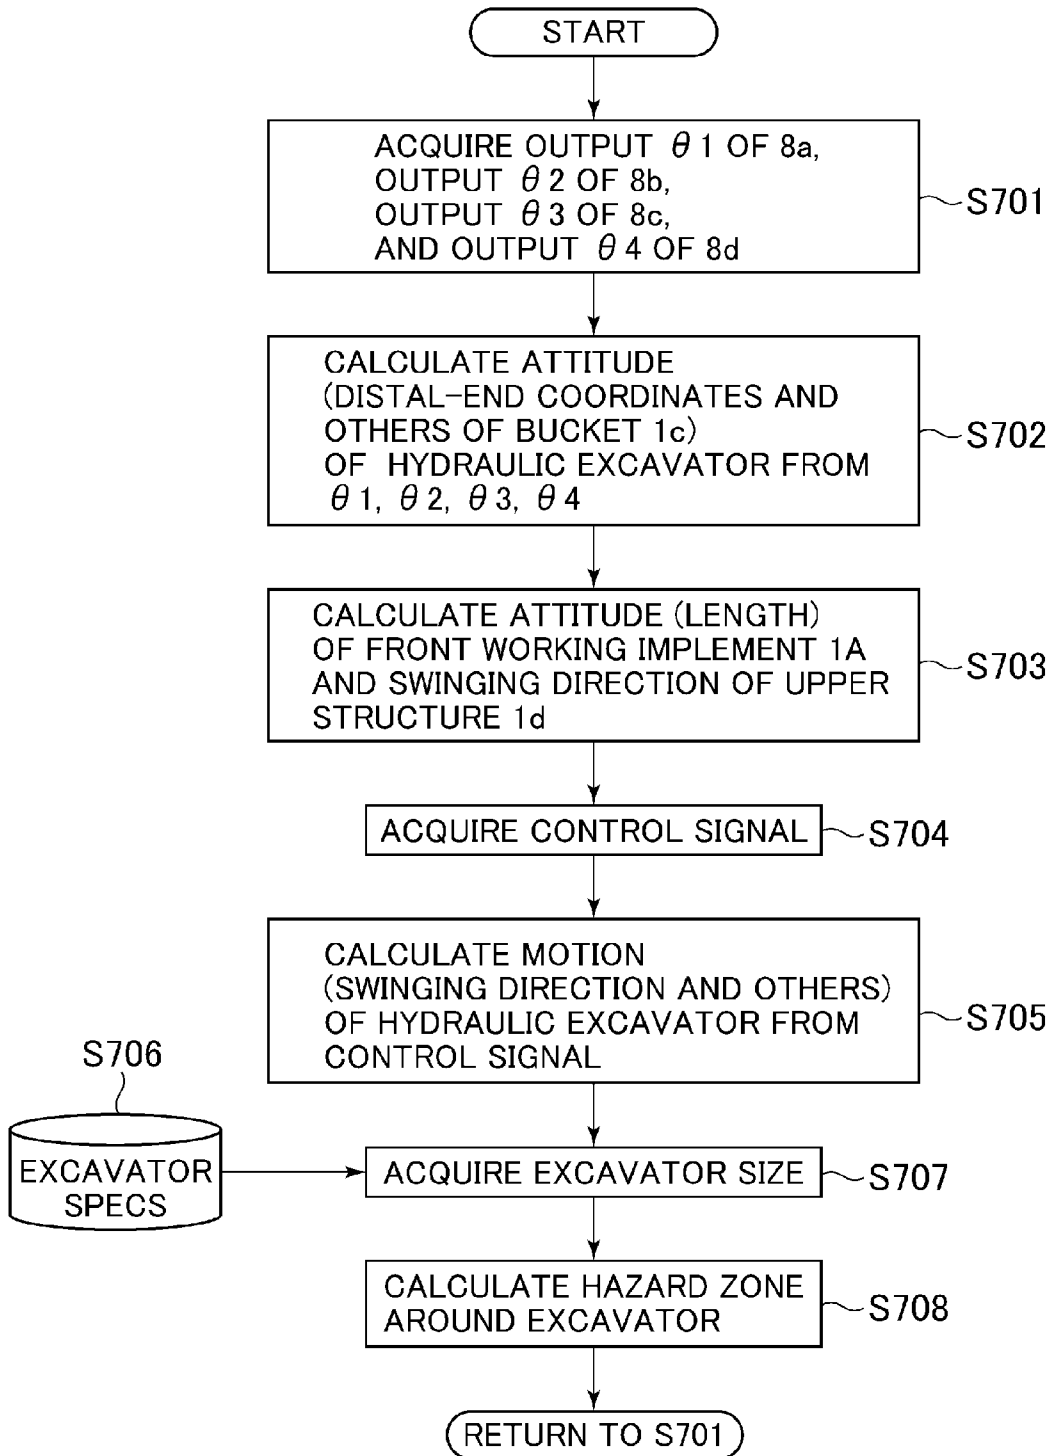 START
ACQUIRE OUTPUT θ1 OF 8a,
OUTPUT θ2 OF 8b,
OUTPUT θ3 OF 8c,
AND OUTPUT θ4 OF 8d
S701
CALCULATE ATTITUDE
(DISTAL-END COORDINATES AND
OTHERS OF BUCKET 1c)
OF HYDRAULIC EXCAVATOR FROM
θ1, θ2, θ3, θ4
S702
CALCULATE ATTITUDE (LENGTH)
OF FRONT WORKING IMPLEMENT 1A
AND SWINGING DIRECTION OF UPPER
STRUCTURE 1d
S703
ACQUIRE CONTROL SIGNAL
S704
CALCULATE MOTION
(SWINGING DIRECTION AND OTHERS)
OF HYDRAULIC EXCAVATOR FROM
CONTROL SIGNAL
S705
S706
EXCAVATOR
SPECS
ACQUIRE EXCAVATOR SIZE
S707
CALCULATE HAZARD ZONE
AROUND EXCAVATOR
S708
RETURN TO S701